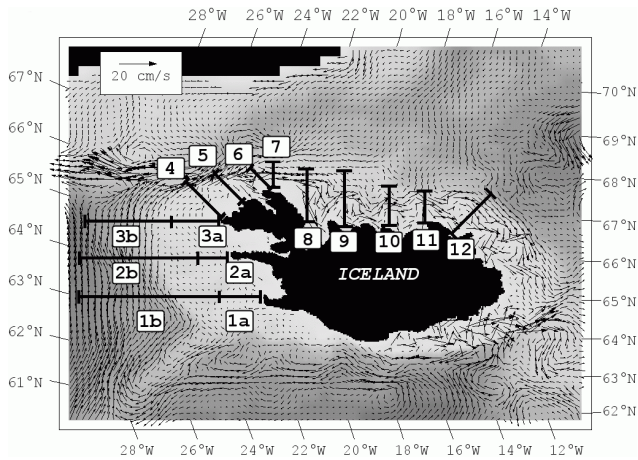 28°W 26°W 24°W 22°W 20°W 18°W 16°W 14°W
20 cm/s
67°N 70°N
66°N 69°N
7
5 6
4
65°N 68°N
64°N 67°N
3b 3a 8 9 10 11 12
2b 2a ICELAND 66°N
63°N 65°N
1b 1a
62°N 64°N
61°N 63°N
62°N
28°W 26°W 24°W 22°W 20°W 18°W 16°W 14°W 12°W